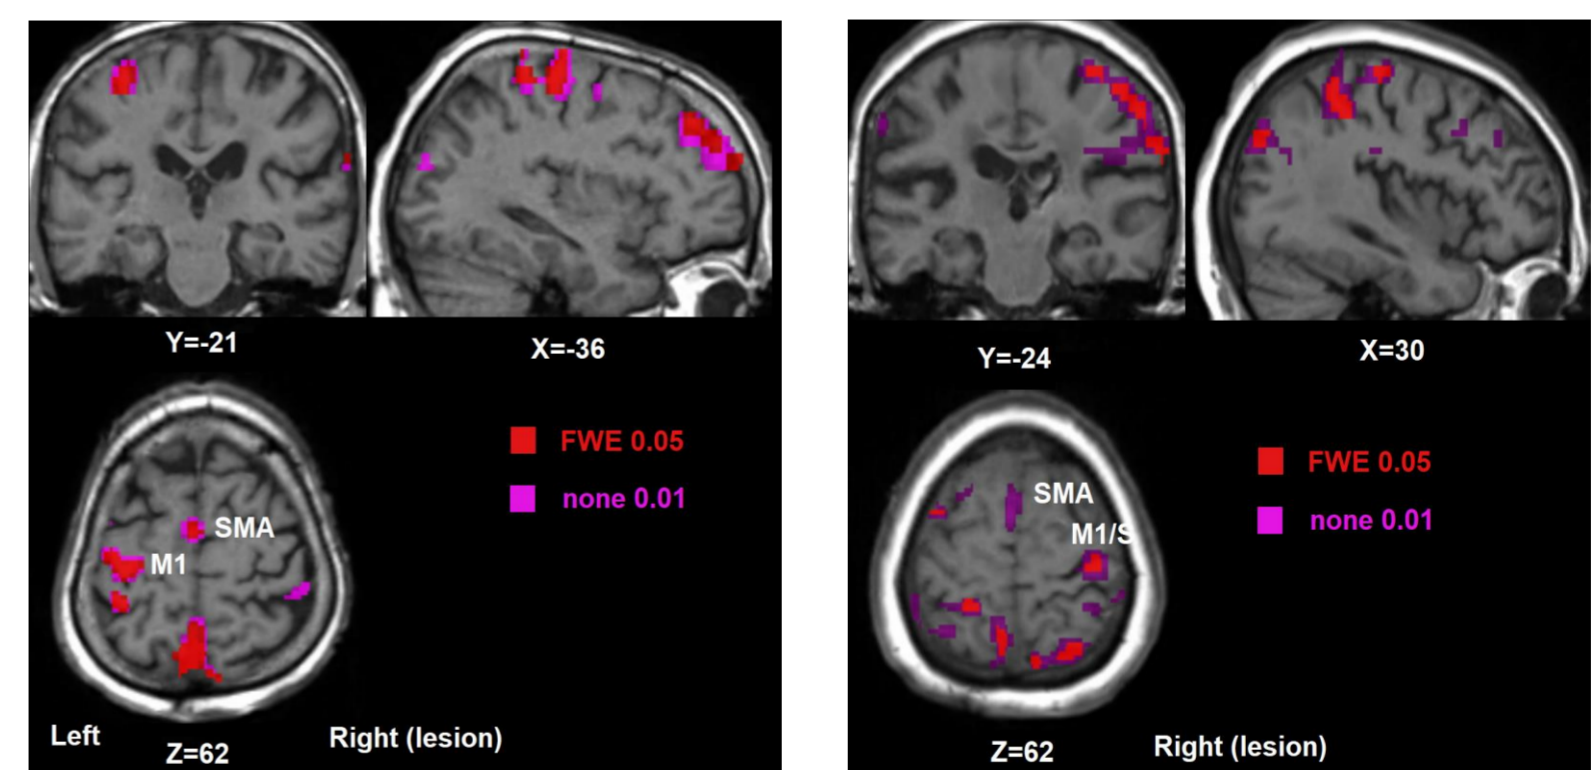 Y=-21
X=-36
FWE 0.05
none 0.01
SMA
M1
Left
Right (lesion)
Z=62
Y=-24
X=30
FWE 0.05
none 0.01
SMA
M1/S
Right (lesion)
Z=62